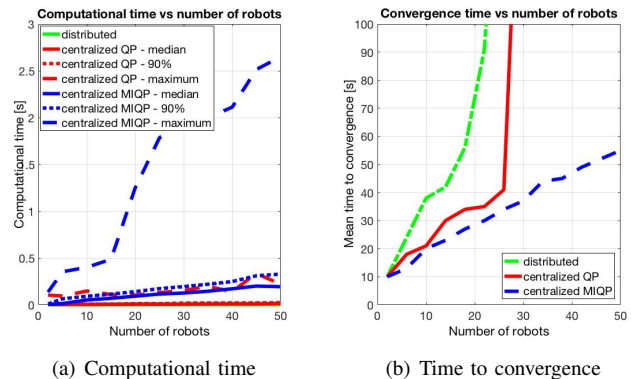 Computational time vs number of robots
3
2.5
2
1.5
1
0.5
0
Computational time [s]
distributed
centralized QP - median
centralized QP - 90%
centralized QP - maximum
centralized MIQP - median
centralized MIQP - 90%
centralized MIQP - maximum
0 10 20 30 40 50
Number of robots
(a) Computational time
Convergence time vs number of robots
100
90
80
70
60
50
40
30
20
10
0
Mean time to convergence [s]
distributed
centralized QP
centralized MIQP
0 10 20 30 40 50
Number of robots
(b) Time to convergence